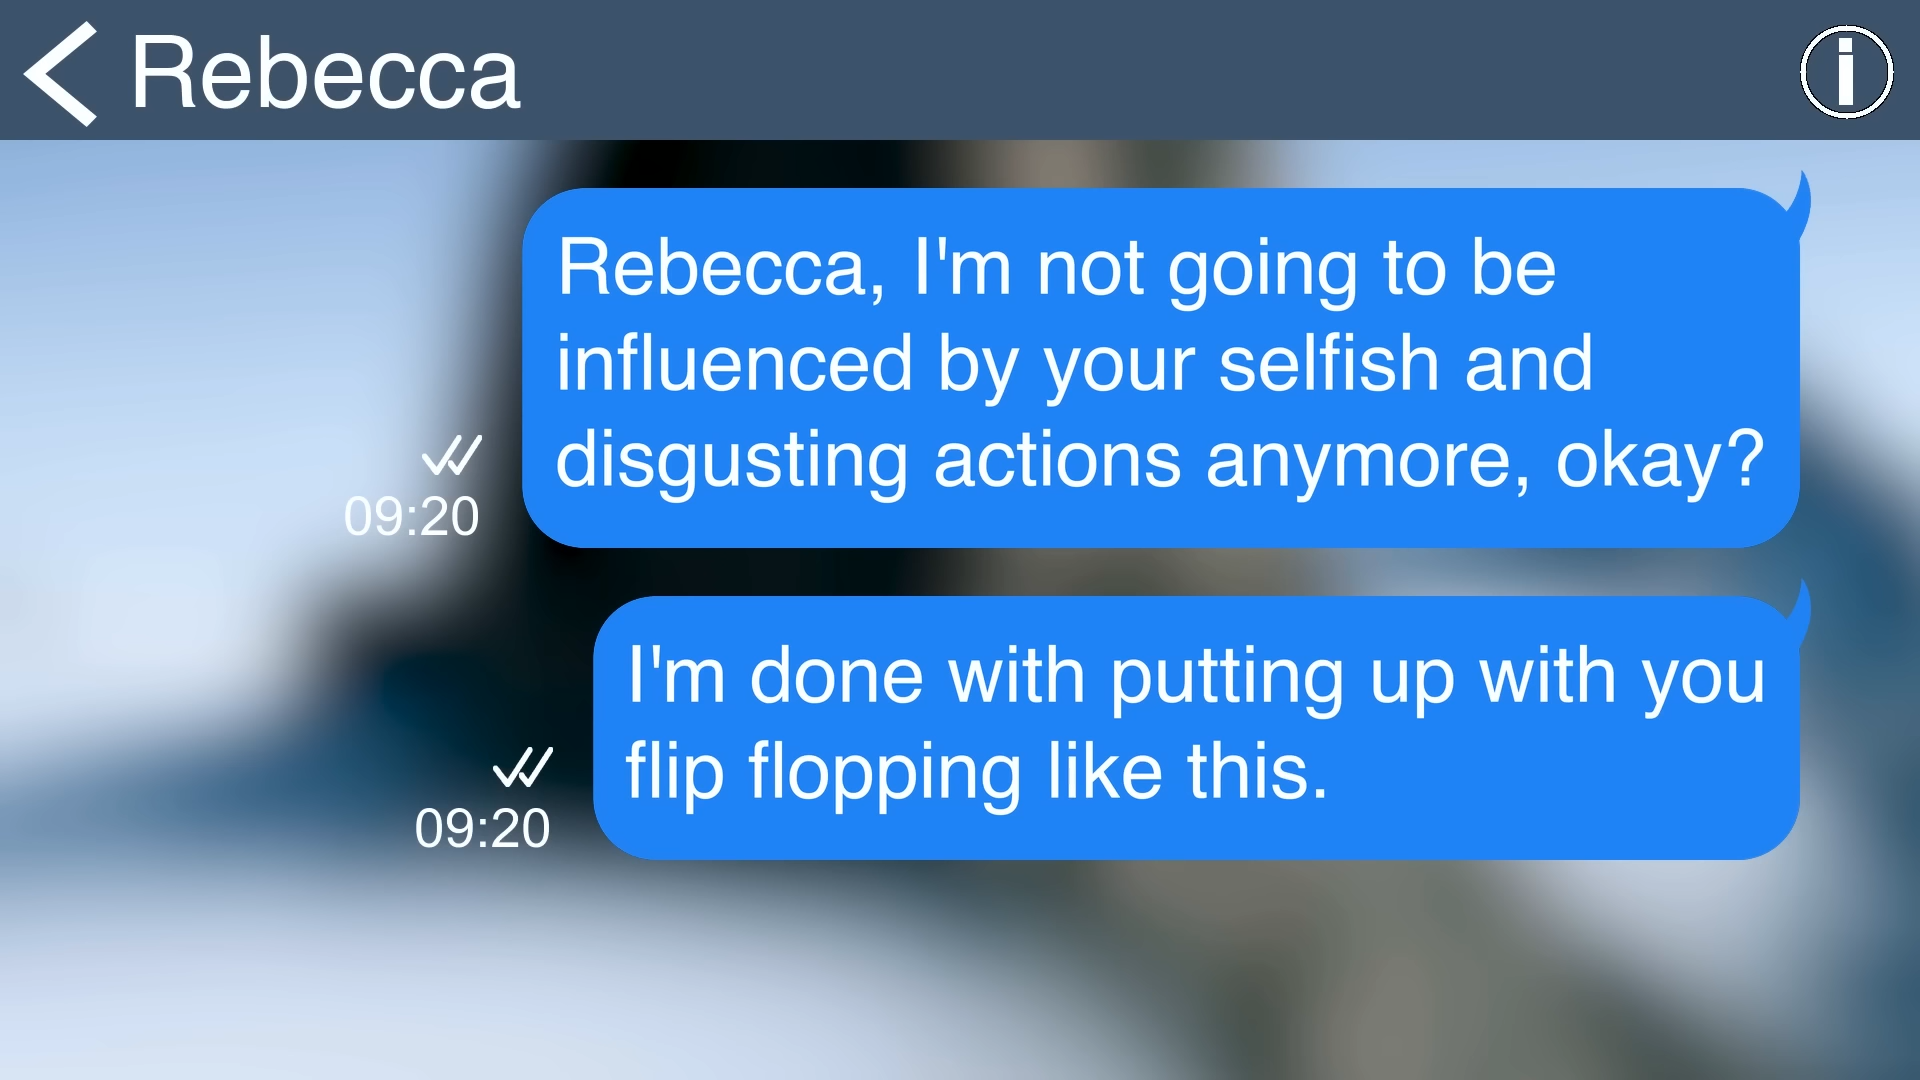 Rebecca
Rebecca, I'm not going to be
influenced by your selfish and
disgusting actions anymore, okay?
09:20
I'm done with putting up with you
flip flopping like this.
09:20